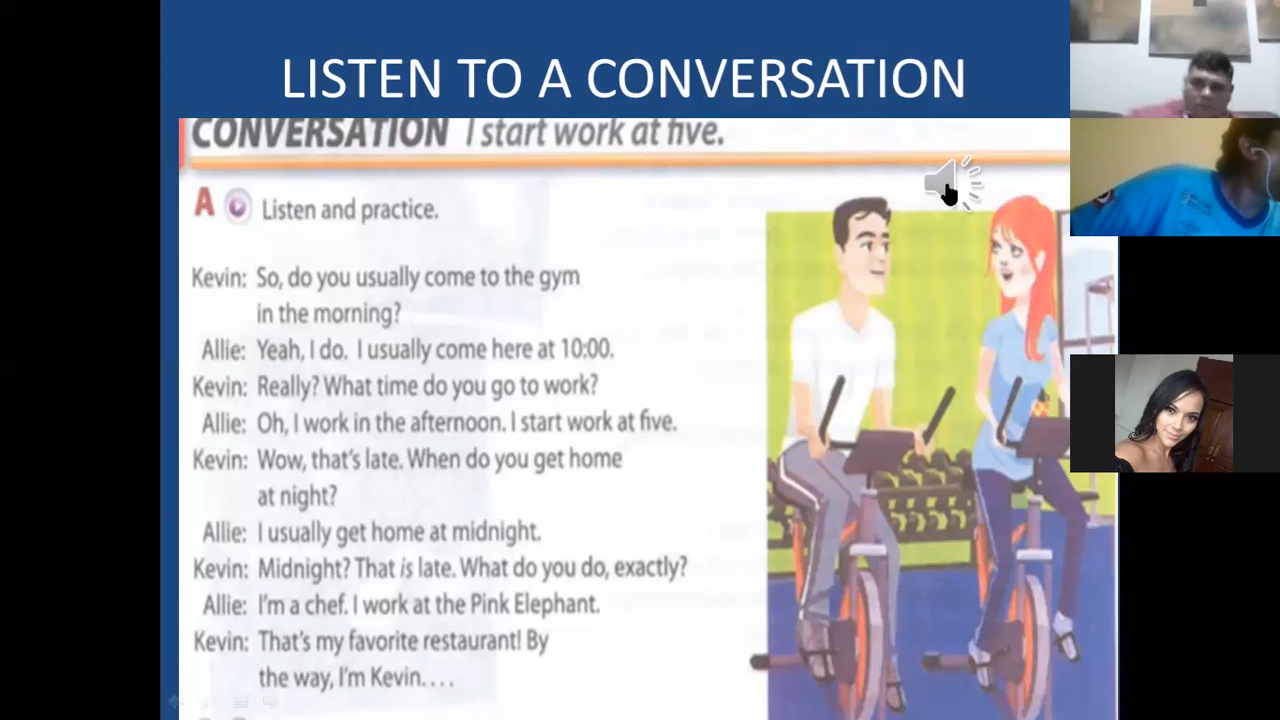 LISTEN TO A CONVERSATION
CONVERSATION I start work at five.
A Listen and practice.
Kevin: So, do you usually come to the gym
in the morning?
Allie: Yeah, I do. I usually come here at 10:00.
Kevin: Really? What time do you go to work?
Allie: Oh, I work in the afternoon. I start work at five.
Kevin: Wow, that's late. When do you get home
at night?
Allie: I usually get home at midnight.
Kevin: Midnight? That is late. What do you do, exactly?
Allie: I'm a chef. I work at the Pink Elephant.
Kevin: That's my favorite restaurant! By
the way, I'm Kevin. . . .